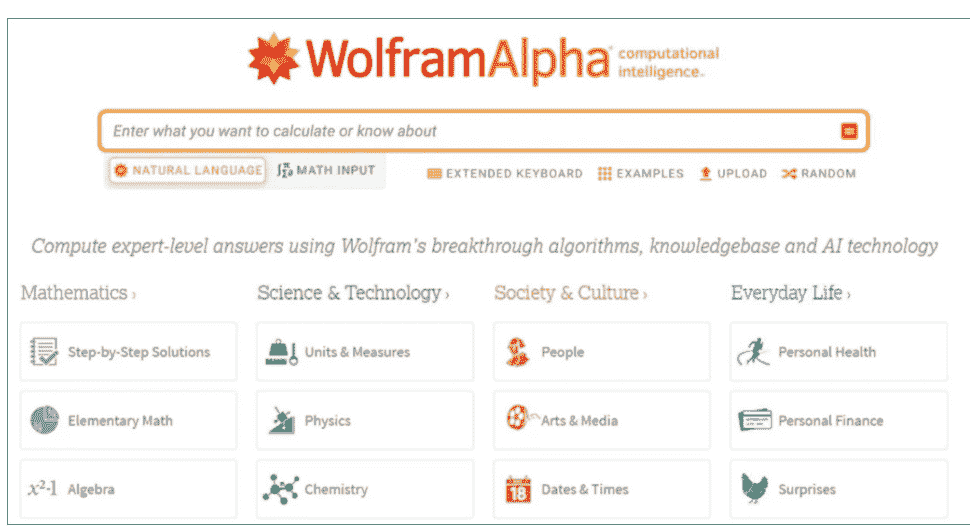 WolframAlpha computational intelligence™
Enter what you want to calculate or know about
NATURAL LANGUAGE MATH INPUT EXTENDED KEYBOARD EXAMPLES UPLOAD RANDOM
Compute expert-level answers using Wolfram's breakthrough algorithms, knowledgebase and AI technology
Mathematics › Science & Technology › Society & Culture › Everyday Life ›
Step-by-Step Solutions Units & Measures People Personal Health
Elementary Math Physics Arts & Media Personal Finance
x²-1 Algebra Chemistry 18 Dates & Times Surprises